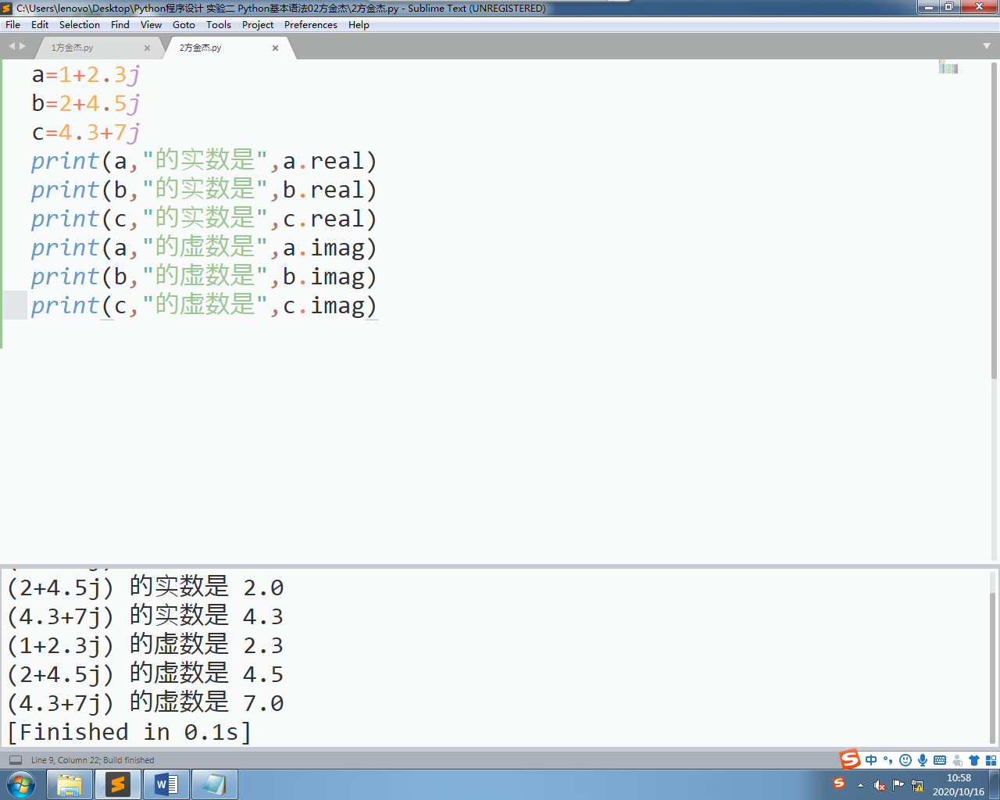 C:\Users\lenovo\Desktop\Python程序设计 实验二 Python基本语法02方金杰\2方金杰.py - Sublime Text (UNREGISTERED)
File Edit Selection Find View Goto Tools Project Preferences Help
1方金杰.py 2方金杰.py
a=1+2.3j
b=2+4.5j
c=4.3+7j
print(a,"的实数是",a.real)
print(b,"的实数是",b.real)
print(c,"的实数是",c.real)
print(a,"的虚数是",a.imag)
print(b,"的虚数是",b.imag)
print(c,"的虚数是",c.imag)
(2+4.5j) 的实数是 2.0
(4.3+7j) 的实数是 4.3
(1+2.3j) 的虚数是 2.3
(2+4.5j) 的虚数是 4.5
(4.3+7j) 的虚数是 7.0
[Finished in 0.1s]
Line 9, Column 22; Build finished
中
10:58
2020/10/16